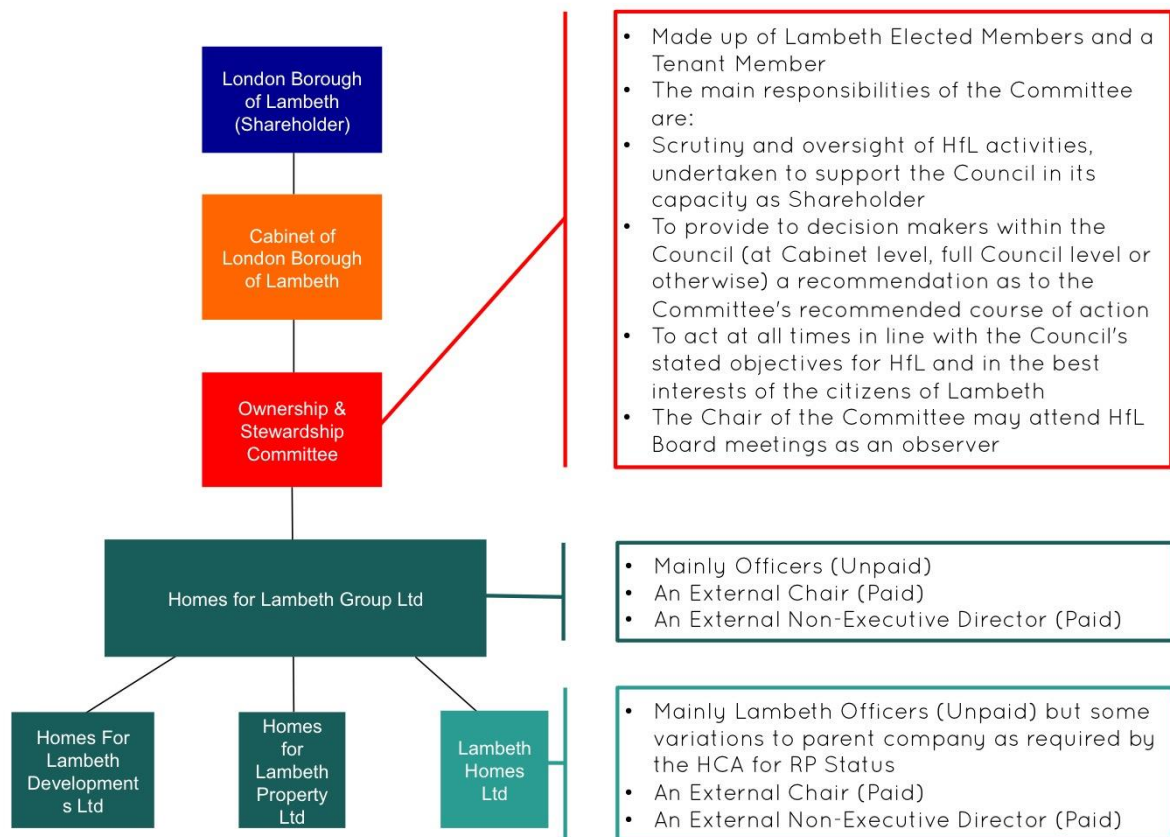 London Borough
of Lambeth
(Shareholder)
Cabinet of
London Borough
of Lambeth
Ownership &
Stewardship
Committee
Homes for Lambeth Group Ltd
Homes For
Lambeth
Development
s Ltd
Homes
for
Lambeth
Property
Ltd
Lambeth
Homes
Ltd
• Made up of Lambeth Elected Members and a
Tenant Member
• The main responsibilities of the Committee
are:
• Scrutiny and oversight of HfL activities,
undertaken to support the Council in its
capacity as Shareholder
• To provide to decision makers within the
Council (at Cabinet level, full Council level or
otherwise) a recommendation as to the
Committee's recommended course of action
• To act at all times in line with the Council's
stated objectives for HfL and in the best
interests of the citizens of Lambeth
• The Chair of the Committee may attend HfL
Board meetings as an observer
• Mainly Officers (Unpaid)
• An External Chair (Paid)
• An External Non-Executive Director (Paid)
• Mainly Lambeth Officers (Unpaid) but some
variations to parent company as required by
the HCA for RP Status
• An External Chair (Paid)
• An External Non-Executive Director (Paid)